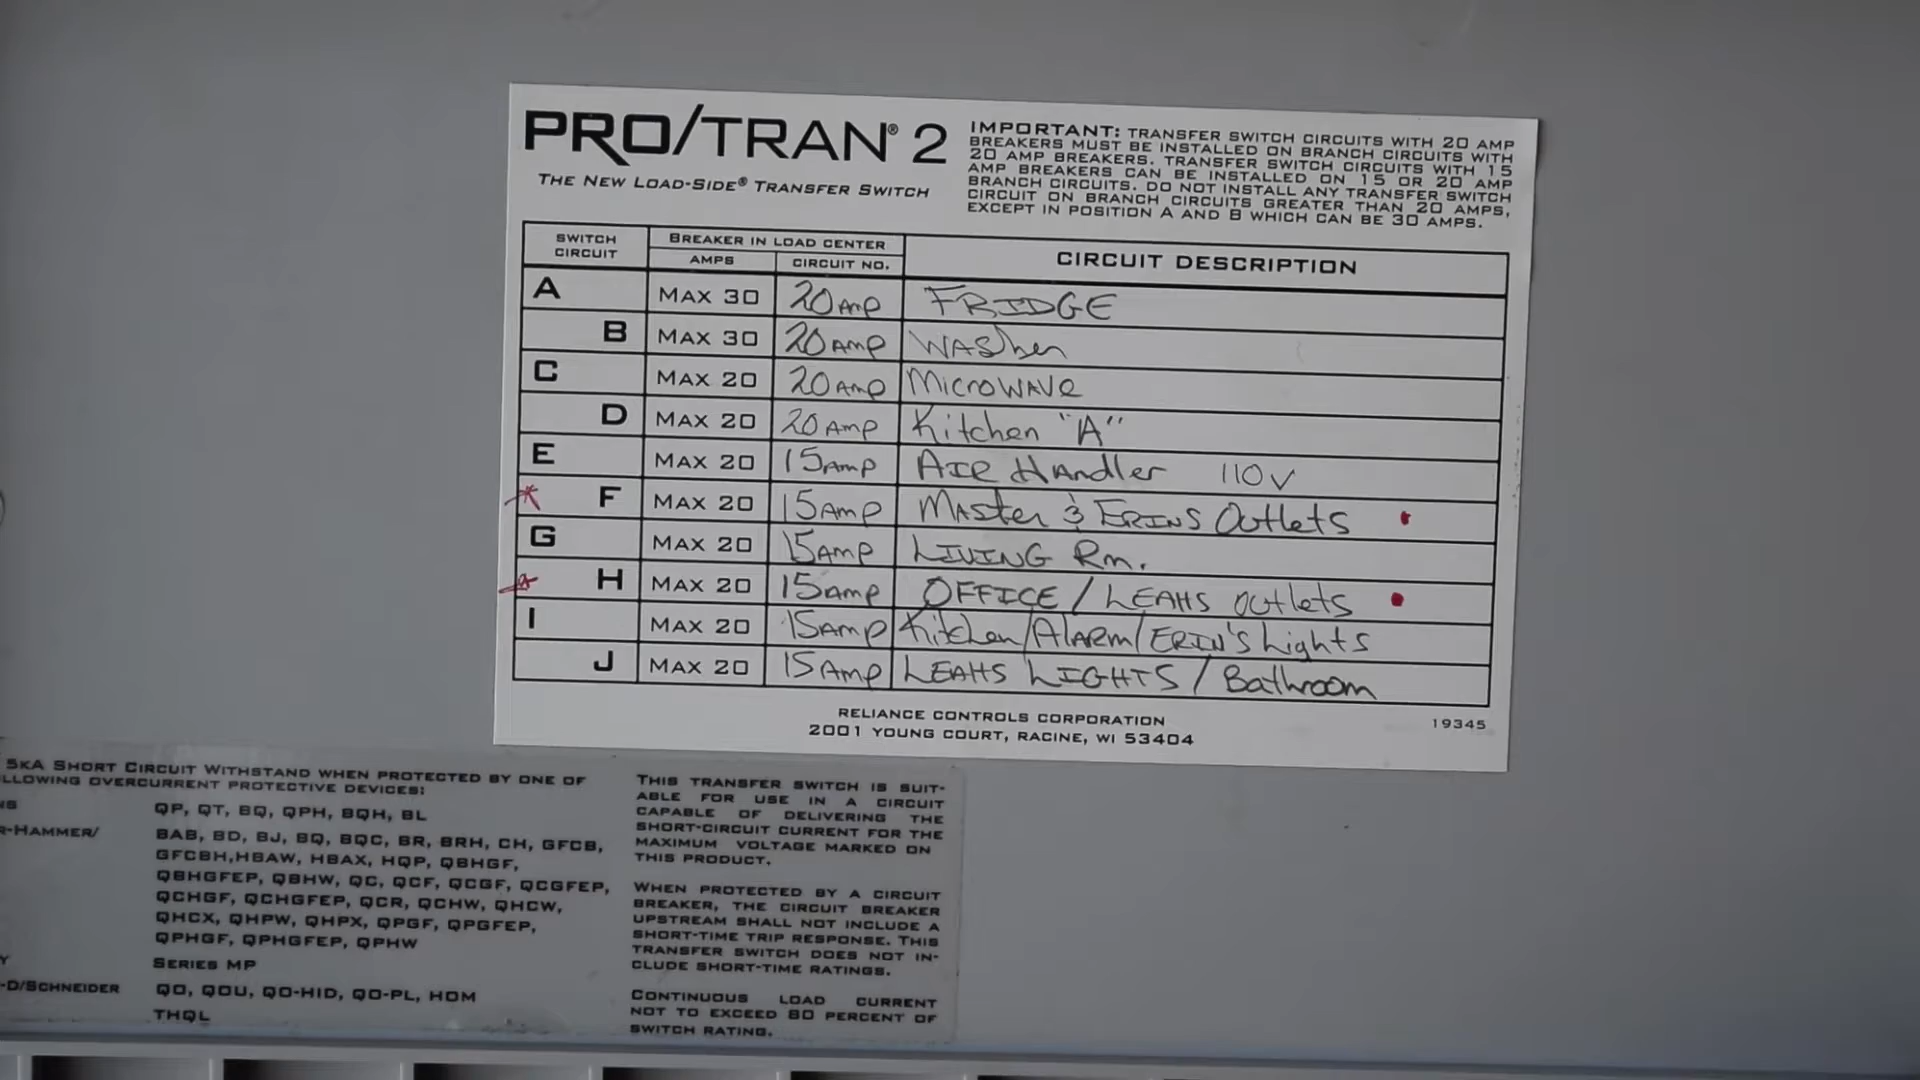 PRO/TRAN® 2
THE NEW LOAD-SIDE® TRANSFER SWITCH
IMPORTANT: TRANSFER SWITCH CIRCUITS WITH 20 AMP
BREAKERS MUST BE INSTALLED ON BRANCH CIRCUITS WITH
20 AMP BREAKERS. TRANSFER SWITCH CIRCUITS WITH 15
AMP BREAKERS CAN BE INSTALLED ON 15 OR 20 AMP
BRANCH CIRCUITS. DO NOT INSTALL ANY TRANSFER SWITCH
CIRCUIT ON BRANCH CIRCUITS GREATER THAN 20 AMPS,
EXCEPT IN POSITION A AND B WHICH CAN BE 30 AMPS.
SWITCH CIRCUIT BREAKER IN LOAD CENTER CIRCUIT DESCRIPTION
AMPS CIRCUIT NO.
A MAX 30 20 AMP FRIDGE
B MAX 30 20 AMP WASher
C MAX 20 20 AMP MicroWAVe
D MAX 20 20 AMP Kitchen "A"
E MAX 20 15 AMP AIR HAndler 110V
F MAX 20 15 AMP MASter & ERINS Outlets
G MAX 20 15 AMP LIVING Rm.
H MAX 20 15 AMP OFFICE / LEAHS Outlets
I MAX 20 15 AMP Kitchen/AlARM/ERIN'S Lights
J MAX 20 15 AMP LEAHS LIGHTS / Bathroom
RELIANCE CONTROLS CORPORATION
2001 YOUNG COURT, RACINE, WI 53404
19345
5KA SHORT CIRCUIT WITHSTAND WHEN PROTECTED BY ONE OF
LLOWING OVERCURRENT PROTECTIVE DEVICES:
QP, QT, BQ, QPH, BQH, BL
R-HAMMER/ BAB, BD, BJ, BQ, BQC, BR, BRH, CH, GFCB,
GFCBH,HBAW, HBAX, HQP, QBHGF,
QBHGFEP, QBHW, QC, QCF, QCGF, QCGFEP,
QCHGF, QCHGFEP, QCR, QCHW, QHCW,
QHCX, QHPW, QHPX, QPGF, QPGFEP,
QPHGF, QPHGFEP, QPHW
Y SERIES MP
-D/SCHNEIDER QO, QOU, QO-HID, QO-PL, HOM
THQL
THIS TRANSFER SWITCH IS SUIT-
ABLE FOR USE IN A CIRCUIT
CAPABLE OF DELIVERING THE
SHORT-CIRCUIT CURRENT FOR THE
MAXIMUM VOLTAGE MARKED ON
THIS PRODUCT.
WHEN PROTECTED BY A CIRCUIT
BREAKER, THE CIRCUIT BREAKER
UPSTREAM SHALL NOT INCLUDE A
SHORT-TIME TRIP RESPONSE. THIS
TRANSFER SWITCH DOES NOT IN-
CLUDE SHORT-TIME RATINGS.
CONTINUOUS LOAD CURRENT
NOT TO EXCEED 80 PERCENT OF
SWITCH RATING.